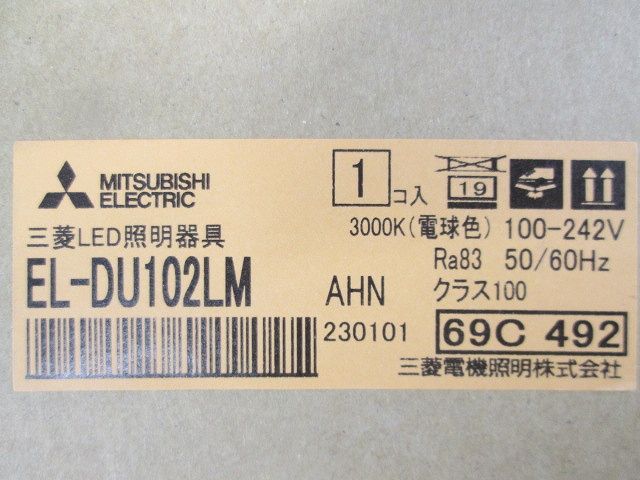 MITSUBISHI
ELECTRIC
1 コ入
19
三菱LED照明器具
3000K(電球色) 100-242V
EL-DU102LM AHN
Ra83 50/60Hz
クラス100
230101
69C 492
三菱電機照明株式会社